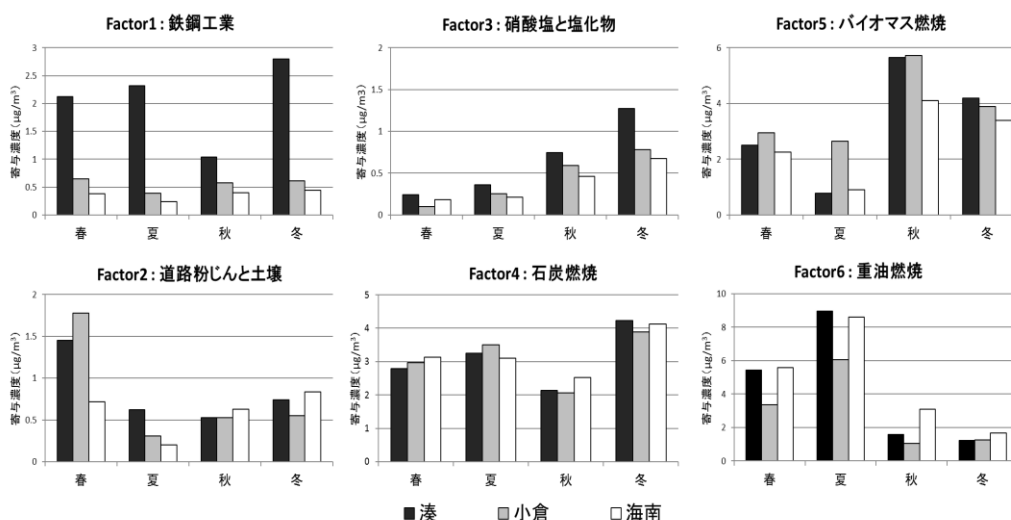 Factor1：鉄鋼工業
寄与濃度（μg/m³）
3
2.5
2
1.5
1
0.5
0
春 夏 秋 冬
Factor3：硝酸塩と塩化物
寄与濃度（μg/m3）
2
1
0
春 夏 秋 冬
Factor5：バイオマス燃焼
寄与濃度（μg/m³）
6
4
2
0
春 夏 秋 冬
Factor2：道路粉じんと土壌
寄与濃度（μg/m³）
2
1.5
1
0.5
0
春 夏 秋 冬
Factor4：石炭燃焼
寄与濃度（μg/m³）
5
4
3
2
1
0
春 夏 秋 冬
Factor6：重油燃焼
寄与濃度（μg/m³）
10
8
6
4
2
0
春 夏 秋 冬
湊 小倉 海南